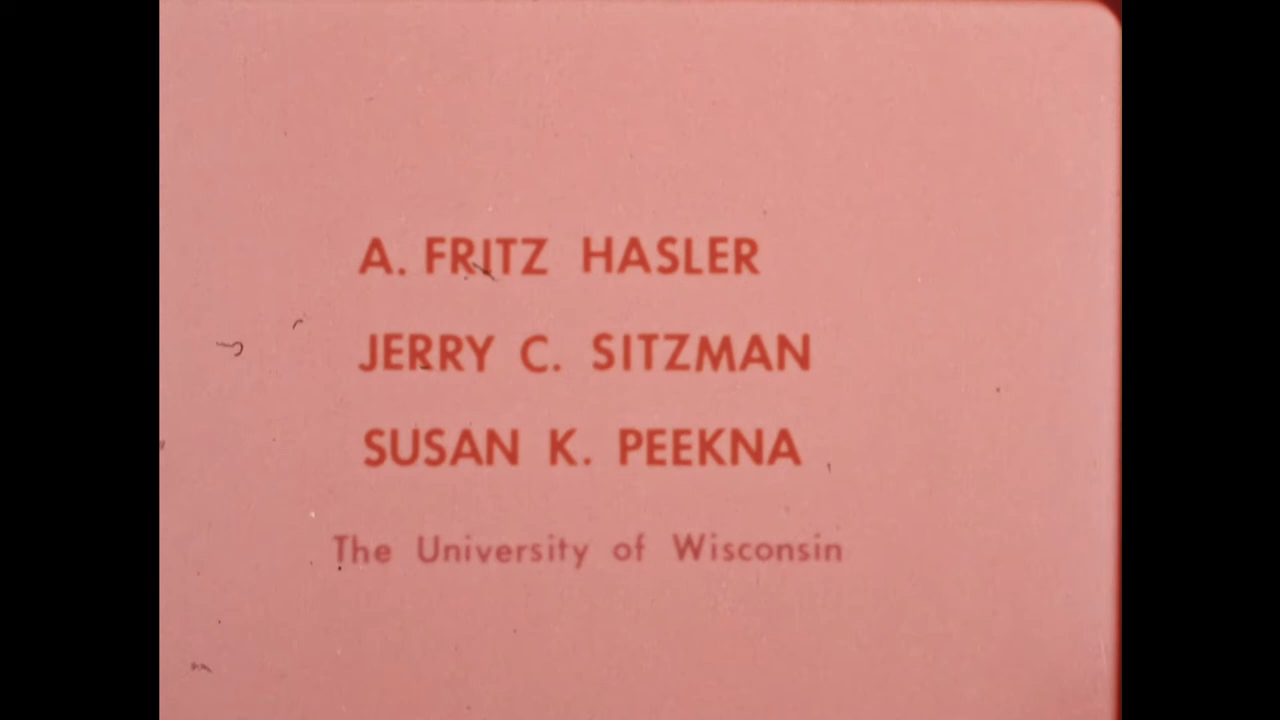 A. FRITZ HASLER
JERRY C. SITZMAN
SUSAN K. PEEKNA
The University of Wisconsin